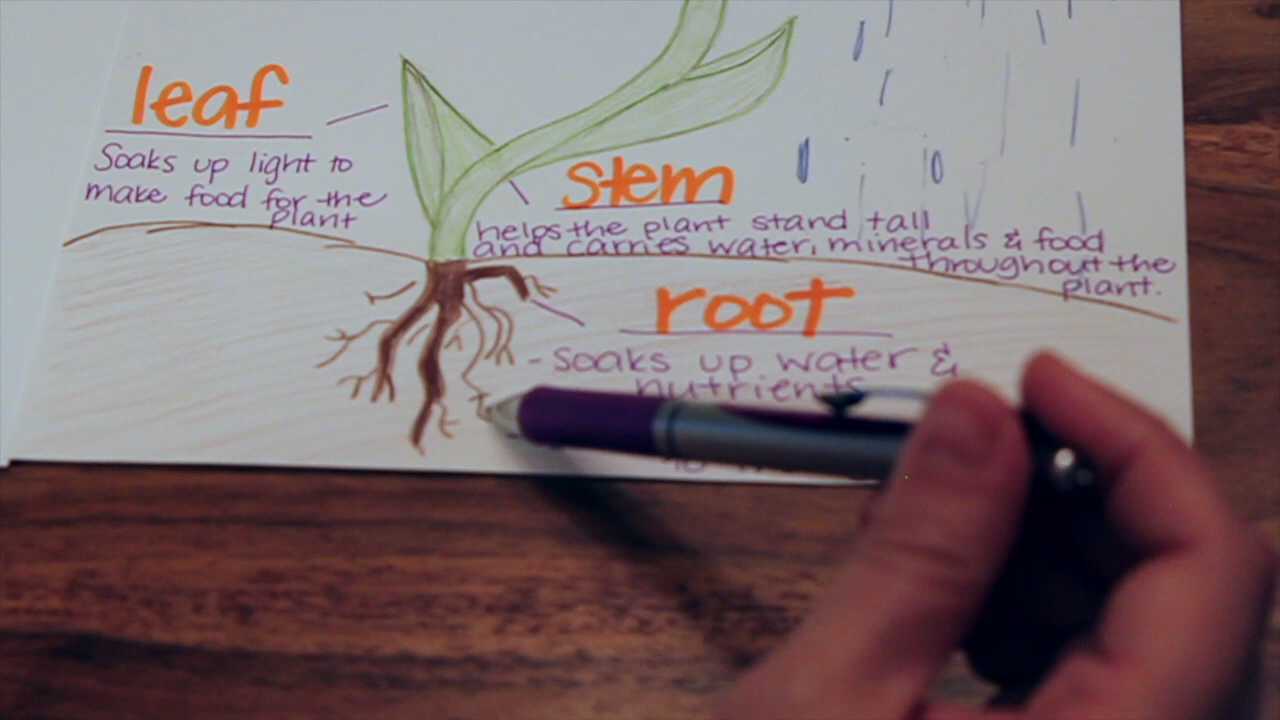 leaf
Soaks up light to
make food for the
plant
stem
helps the plant stand tall
and carries water, minerals & food
throughout the
plant.
root
- Soaks up water &
nutrients